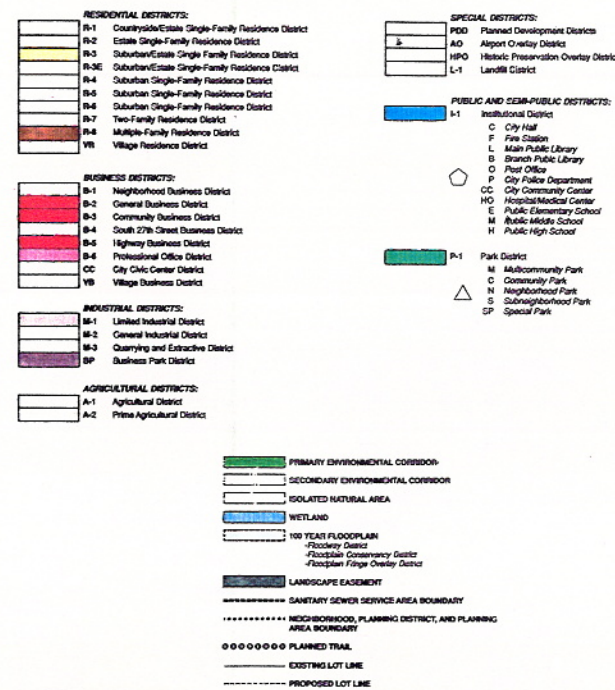 RESIDENTIAL DISTRICTS:
R-1 Countryside/Estate Single-Family Residence District
R-2 Estate Single-Family Residence District
R-3 Suburban/Estate Single-Family Residence District
R-3E Suburban/Estate Single-Family Residence District
R-4 Suburban Single-Family Residence District
R-5 Suburban Single-Family Residence District
R-6 Suburban Single-Family Residence District
R-7 Two-Family Residence District
R-8 Multiple-Family Residence District
VR Village Residence District
BUSINESS DISTRICTS:
B-1 Neighborhood Business District
B-2 General Business District
B-3 Community Business District
B-4 South 27th Street Business District
B-5 Highway Business District
B-6 Professional Office District
CC City Civic Center District
VB Village Business District
INDUSTRIAL DISTRICTS:
M-1 Limited Industrial District
M-2 General Industrial District
M-3 Quarrying and Extractive District
BP Business Park District
AGRICULTURAL DISTRICTS:
A-1 Agricultural District
A-2 Prime Agricultural District
SPECIAL DISTRICTS:
PDD Planned Development Districts
AO Airport Overlay District
HPO Historic Preservation Overlay District
L-1 Landfill District
PUBLIC AND SEMI-PUBLIC DISTRICTS:
I-1 Institutional District
C City Hall
F Fire Station
L Main Public Library
B Branch Public Library
O Post Office
P City Police Department
CC City Community Center
HO Hospital/Medical Center
E Public Elementary School
M Public Middle School
H Public High School
P-1 Park District
M Multicommunity Park
C Community Park
N Neighborhood Park
S Subneighborhood Park
SP Special Park
PRIMARY ENVIRONMENTAL CORRIDOR
SECONDARY ENVIRONMENTAL CORRIDOR
ISOLATED NATURAL AREA
WETLAND
100 YEAR FLOODPLAIN
-Floodway District
-Floodplain Conservancy District
-Floodplain Fringe Overlay District
LANDSCAPE EASEMENT
SANITARY SEWER SERVICE AREA BOUNDARY
NEIGHBORHOOD, PLANNING DISTRICT, AND PLANNING
AREA BOUNDARY
PLANNED TRAIL
EXISTING LOT LINE
PROPOSED LOT LINE